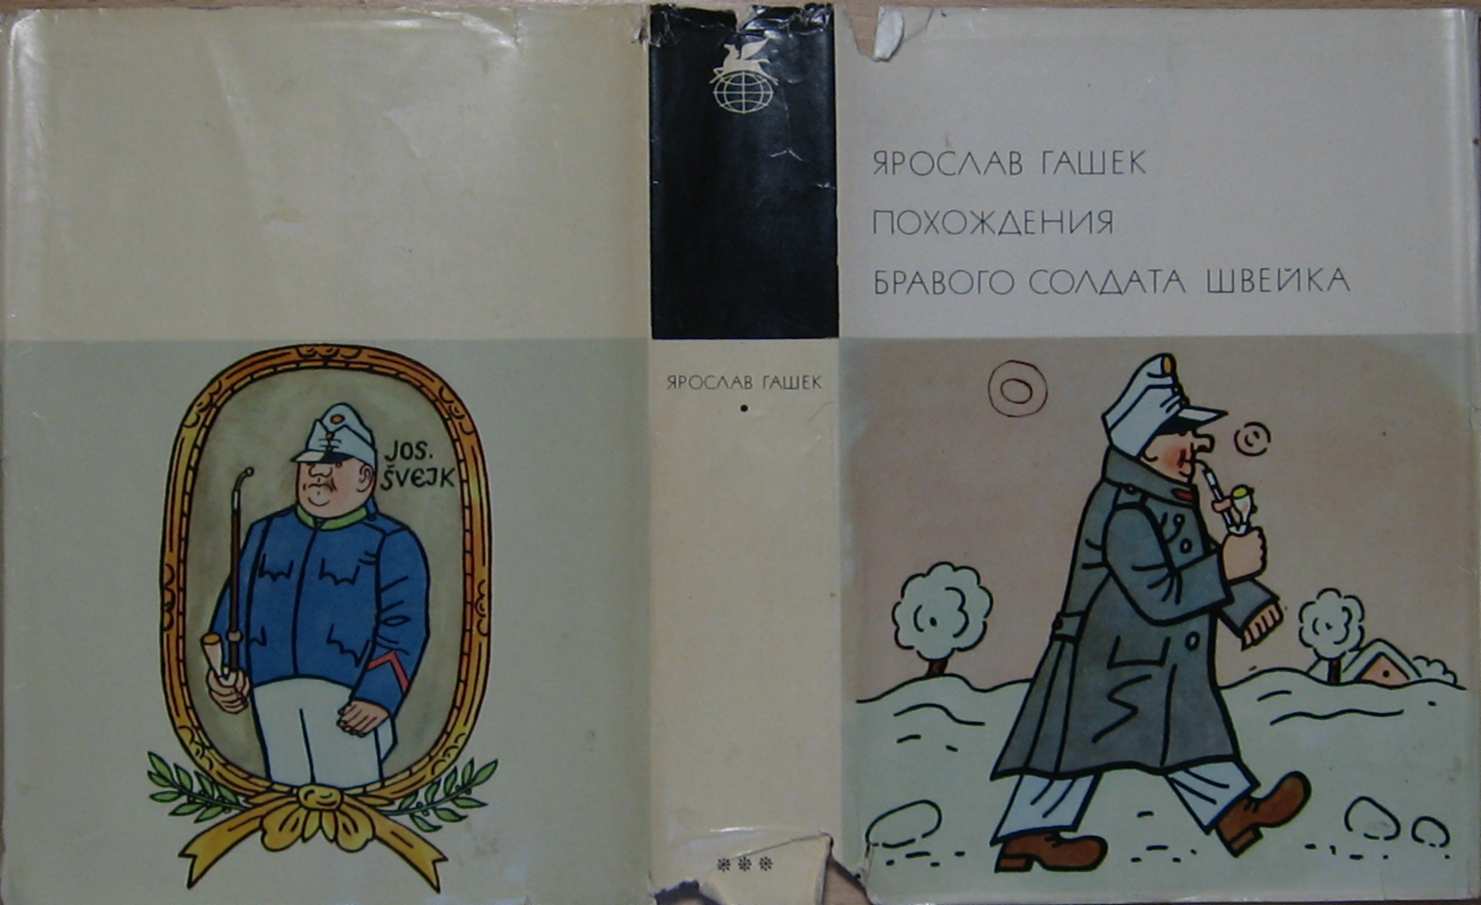 JOS.
ŠVEJK
ЯРОСЛАВ ГАШЕК
•
***
ЯРОСЛАВ ГАШЕК
ПОХОЖДЕНИЯ
БРАВОГО СОЛДАТА ШВЕЙКА